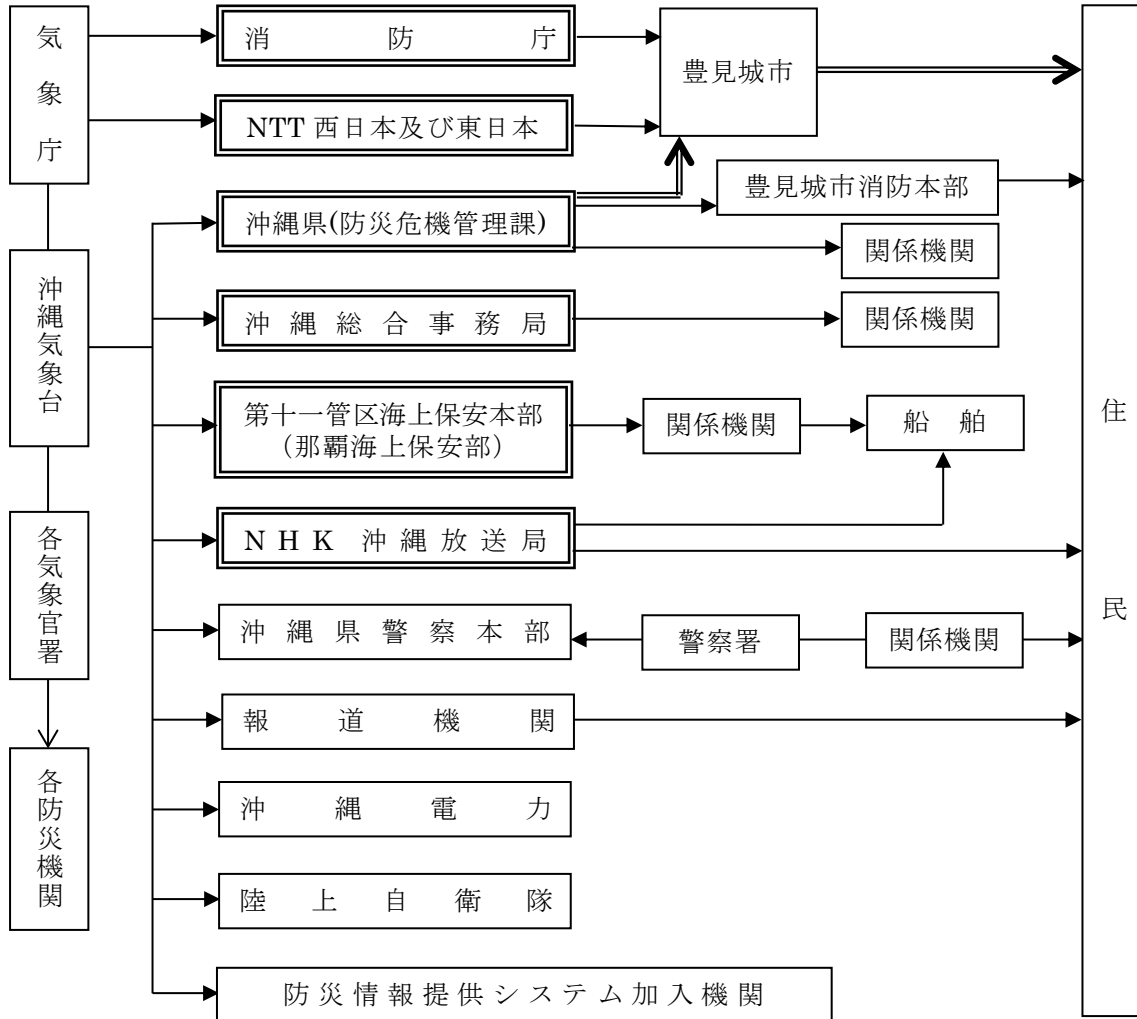 気象庁
消防庁
豊見城市
NTT 西日本及び東日本
豊見城市消防本部
沖縄県(防災危機管理課)
関係機関
沖縄気象台
沖縄総合事務局
関係機関
第十一管区海上保安本部
(那覇海上保安部)
関係機関
船舶
住民
各気象官署
NHK 沖縄放送局
沖縄県警察本部
警察署
関係機関
報道機関
各防災機関
沖縄電力
陸上自衛隊
防災情報提供システム加入機関